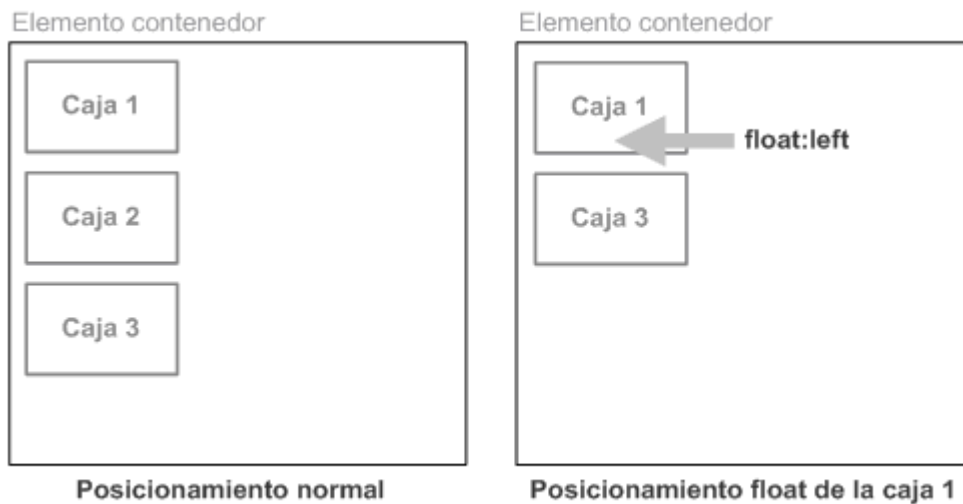 Elemento contenedor
Caja 1
Caja 2
Caja 3
Posicionamiento normal
Elemento contenedor
Caja 1
float:left
Caja 3
Posicionamiento float de la caja 1